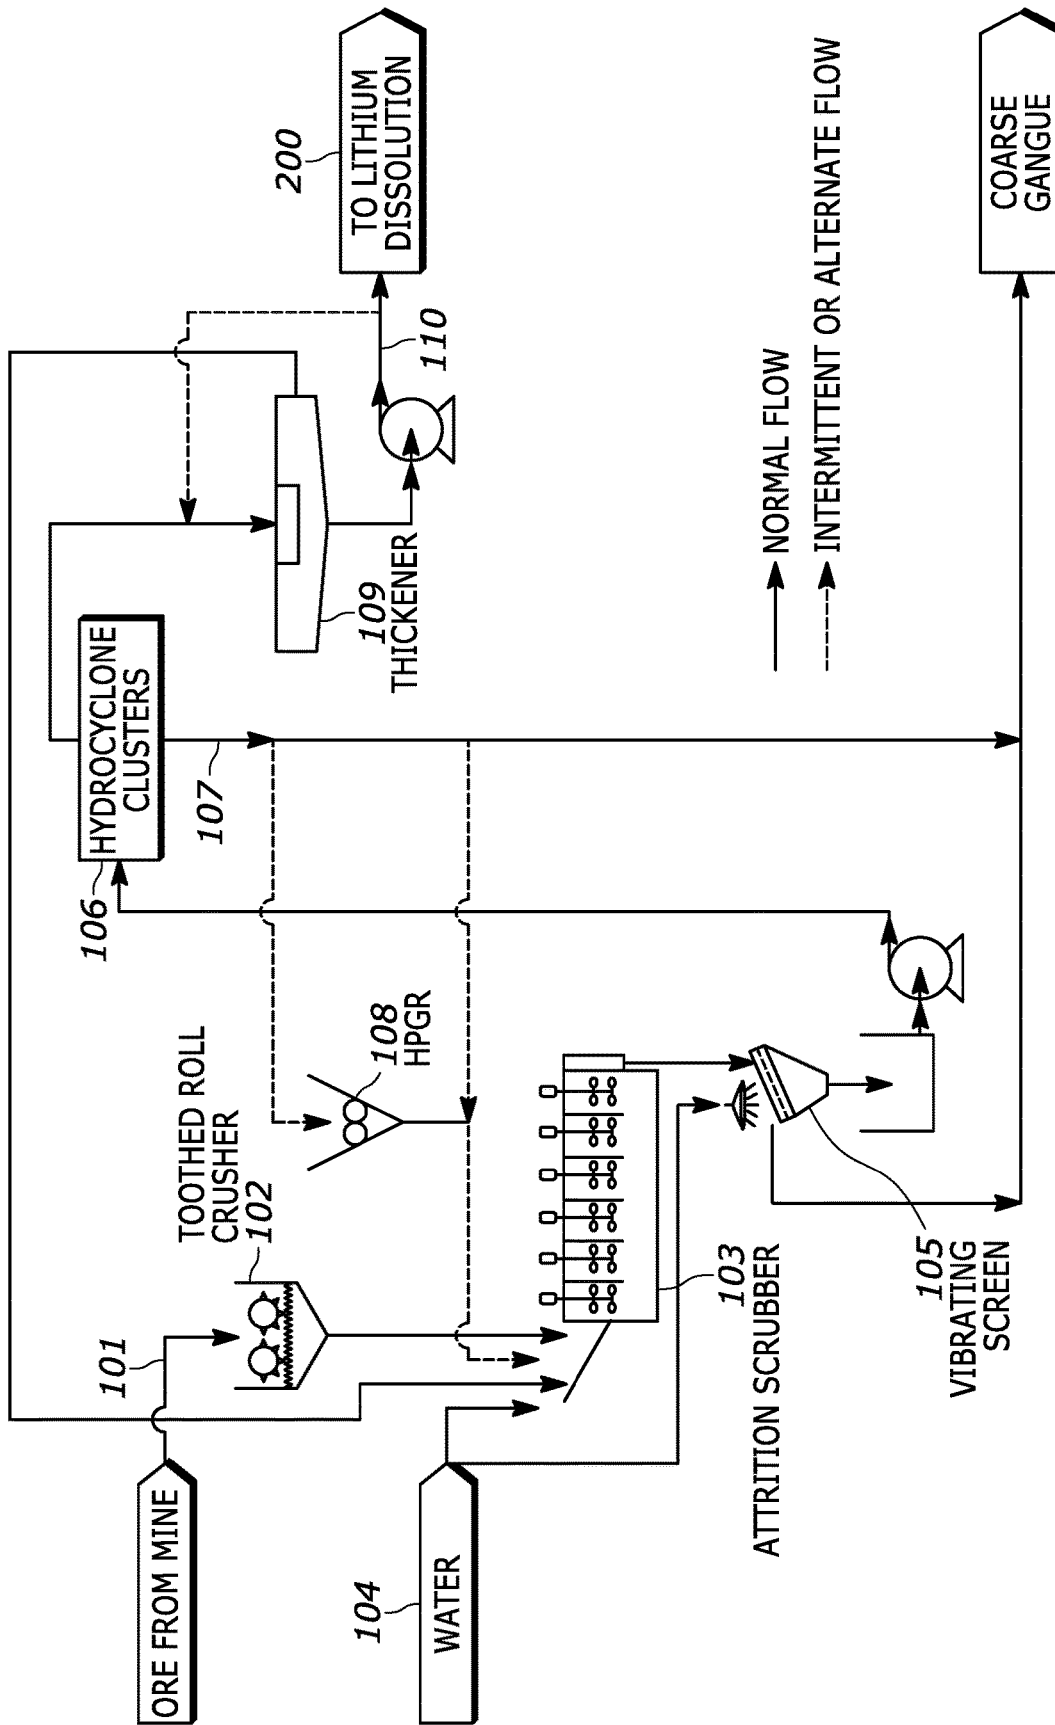 ORE FROM MINE
101
TOOTHED ROLL
CRUSHER
102
106
HYDROCYCLONE
CLUSTERS
107
108
HPGR
109
THICKENER
110
200
TO LITHIUM
DISSOLUTION
104
WATER
103
ATTRITION SCRUBBER
105
VIBRATING
SCREEN
NORMAL FLOW
INTERMITTENT OR ALTERNATE FLOW
COARSE
GANGUE